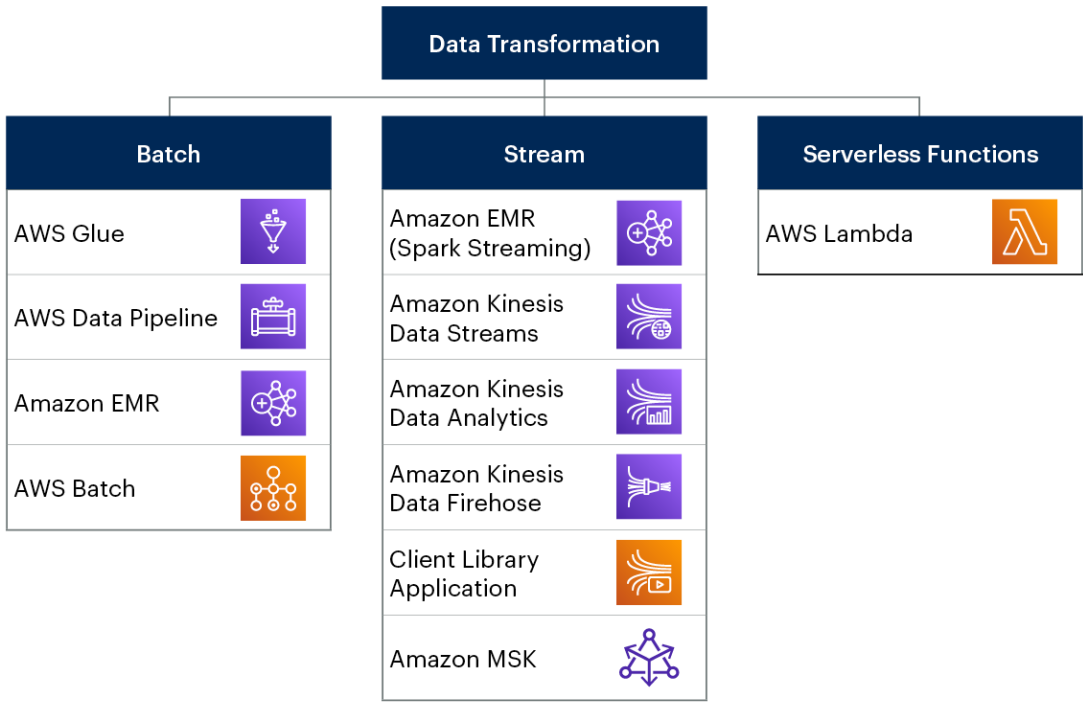 Data Transformation
Batch
AWS Glue
AWS Data Pipeline
Amazon EMR
AWS Batch
Stream
Amazon EMR
(Spark Streaming)
Amazon Kinesis
Data Streams
Amazon Kinesis
Data Analytics
Amazon Kinesis
Data Firehose
Client Library
Application
Amazon MSK
Serverless Functions
AWS Lambda